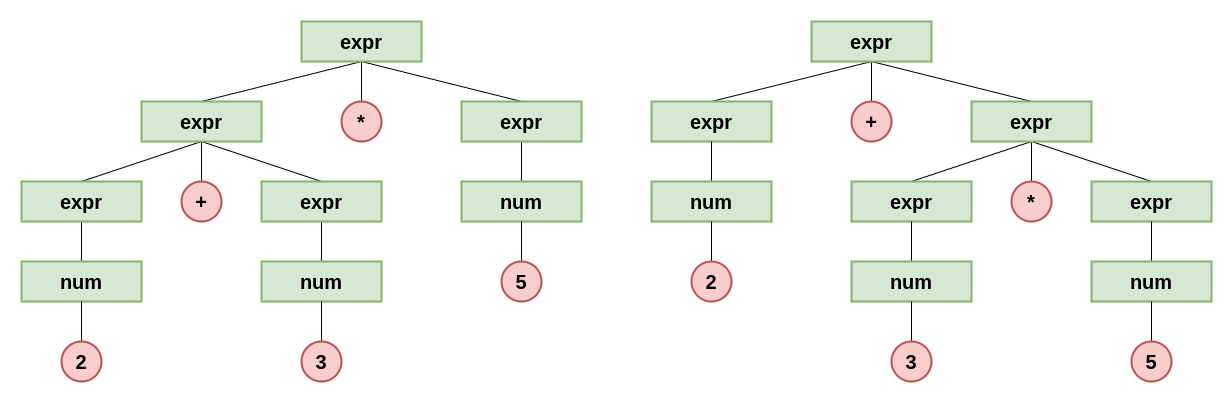 expr expr
expr * expr expr + expr
expr + expr num num expr * expr
num num 5 2 num num
2 3 3 5